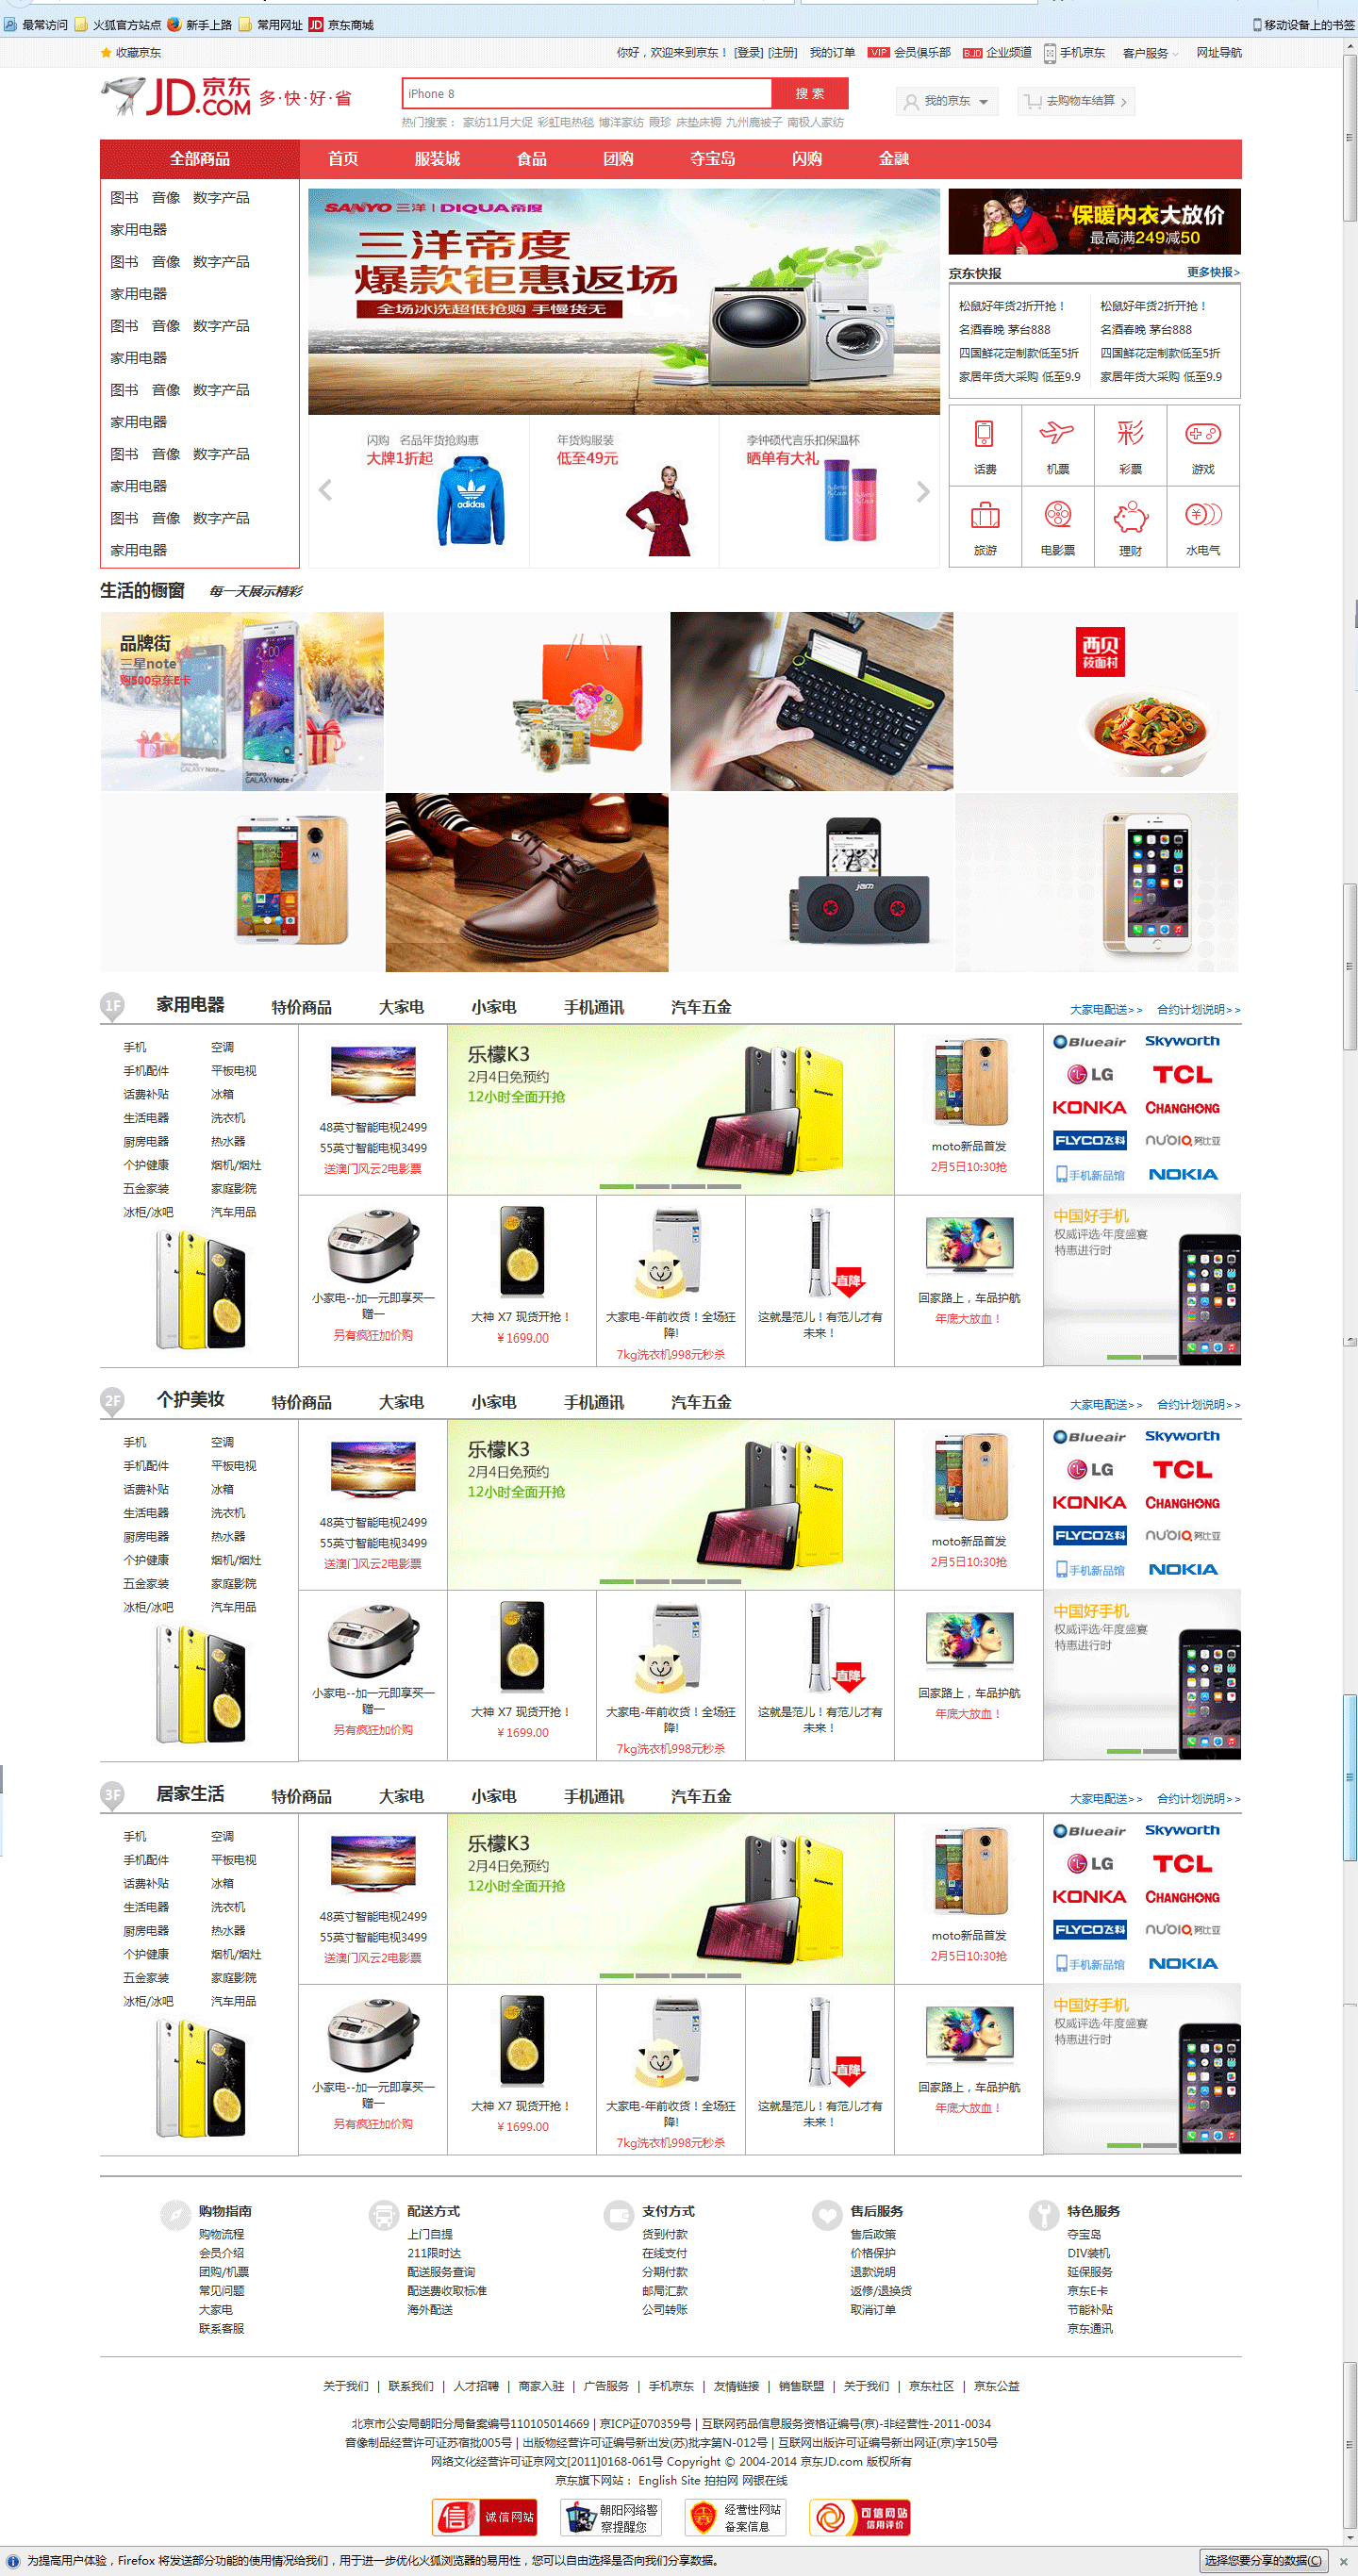 最常访问 火狐官方站点 新手上路 常用网址 JD 京东商城 移动设备上的书签
收藏京东 你好，欢迎来到京东！ [登录] [注册] 我的订单 VIP 会员俱乐部 BJD 企业频道 手机京东 客户服务 网址导航
JD.COM 京东 多·快·好·省
iPhone 8 搜 索
我的京东 去购物车结算
热门搜索： 家纺11月大促 彩虹电热毯 博洋家纺 霞珍 床垫床褥 九州鹿被子 南极人家纺
全部商品 首页 服装城 食品 团购 夺宝岛 闪购 金融
图书 音像 数字产品
家用电器
图书 音像 数字产品
家用电器
图书 音像 数字产品
家用电器
图书 音像 数字产品
家用电器
图书 音像 数字产品
家用电器
图书 音像 数字产品
家用电器
SANYO 三洋 | DIQUA 帝度
三洋帝度
爆款钜惠返场
全场冰洗超低抢购 手慢货无
闪购 名品年货抢购惠
大牌1折起
adidas
年货购服装
低至49元
李钟硕代言乐扣保温杯
晒单有大礼
保暖内衣大放价
最高满249减50
京东快报 更多快报>
松鼠好年货2折开抢！ 松鼠好年货2折开抢！
名酒春晚 茅台888 名酒春晚 茅台888
四国鲜花定制款低至5折 四国鲜花定制款低至5折
家居年货大采购 低至9.9 家居年货大采购 低至9.9
彩
话费 机票 彩票 游戏
旅游 电影票 理财 水电气
生活的橱窗 每一天展示精彩
品牌街
三星note
购500京东E卡
西贝
莜面村
jam
1F 家用电器 特价商品 大家电 小家电 手机通讯 汽车五金 大家电配送>> 合约计划说明>>
手机 空调
手机配件 平板电视
话费补贴 冰箱
生活电器 洗衣机
厨房电器 热水器
个护健康 烟机/烟灶
五金家装 家庭影院
冰柜/冰吧 汽车用品
48英寸智能电视2499
55英寸智能电视3499
送澳门风云2电影票
乐檬K3
2月4日免预约
12小时全面开抢
moto新品首发
2月5日10:30抢
Blueair Skyworth
LG TCL
KONKA CHANGHONG
FLYCO飞科 nubia努比亚
手机新品馆 NOKIA
小家电--加一元即享买一
赠一
另有疯狂加价购
大神 X7 现货开抢！
￥1699.00
大家电-年前收货！全场狂
降!
7kg洗衣机998元秒杀
直降
这就是范儿！有范儿才有
未来！
回家路上，车品护航
年底大放血！
中国好手机
权威评选·年度盛宴
特惠进行时
2F 个护美妆 特价商品 大家电 小家电 手机通讯 汽车五金 大家电配送>> 合约计划说明>>
手机 空调
手机配件 平板电视
话费补贴 冰箱
生活电器 洗衣机
厨房电器 热水器
个护健康 烟机/烟灶
五金家装 家庭影院
冰柜/冰吧 汽车用品
48英寸智能电视2499
55英寸智能电视3499
送澳门风云2电影票
乐檬K3
2月4日免预约
12小时全面开抢
moto新品首发
2月5日10:30抢
Blueair Skyworth
LG TCL
KONKA CHANGHONG
FLYCO飞科 nubia努比亚
手机新品馆 NOKIA
小家电--加一元即享买一
赠一
另有疯狂加价购
大神 X7 现货开抢！
￥1699.00
大家电-年前收货！全场狂
降!
7kg洗衣机998元秒杀
直降
这就是范儿！有范儿才有
未来！
回家路上，车品护航
年底大放血！
中国好手机
权威评选·年度盛宴
特惠进行时
3F 居家生活 特价商品 大家电 小家电 手机通讯 汽车五金 大家电配送>> 合约计划说明>>
手机 空调
手机配件 平板电视
话费补贴 冰箱
生活电器 洗衣机
厨房电器 热水器
个护健康 烟机/烟灶
五金家装 家庭影院
冰柜/冰吧 汽车用品
48英寸智能电视2499
55英寸智能电视3499
送澳门风云2电影票
乐檬K3
2月4日免预约
12小时全面开抢
moto新品首发
2月5日10:30抢
Blueair Skyworth
LG TCL
KONKA CHANGHONG
FLYCO飞科 nubia努比亚
手机新品馆 NOKIA
小家电--加一元即享买一
赠一
另有疯狂加价购
大神 X7 现货开抢！
￥1699.00
大家电-年前收货！全场狂
降!
7kg洗衣机998元秒杀
直降
这就是范儿！有范儿才有
未来！
回家路上，车品护航
年底大放血！
中国好手机
权威评选·年度盛宴
特惠进行时
购物指南 配送方式 支付方式 售后服务 特色服务
购物流程 上门自提 货到付款 售后政策 夺宝岛
会员介绍 211限时达 在线支付 价格保护 DIV装机
团购/机票 配送服务查询 分期付款 退款说明 延保服务
常见问题 配送费收取标准 邮局汇款 返修/退换货 京东E卡
大家电 海外配送 公司转账 取消订单 节能补贴
联系客服 京东通讯
关于我们 | 联系我们 | 人才招聘 | 商家入驻 | 广告服务 | 手机京东 | 友情链接 | 销售联盟 | 关于我们 | 京东社区 | 京东公益
北京市公安局朝阳分局备案编号110105014669 | 京ICP证070359号 | 互联网药品信息服务资格证编号(京)-非经营性-2011-0034
音像制品经营许可证苏宿批005号 | 出版物经营许可证编号新出发(苏)批字第N-012号 | 互联网出版许可证编号新出网证(京)字150号
网络文化经营许可证京网文[2011]0168-061号 Copyright © 2004-2014 京东JD.com 版权所有
京东旗下网站： English Site 拍拍网 网银在线
信 诚信网站
朝阳网络警
察提醒您
经营性网站
备案信息
可信网站
信用评价
为提高用户体验，Firefox 将发送部分功能的使用情况给我们，用于进一步优化火狐浏览器的易用性，您可以自由选择是否向我们分享数据。 选择您要分享的数据(C)